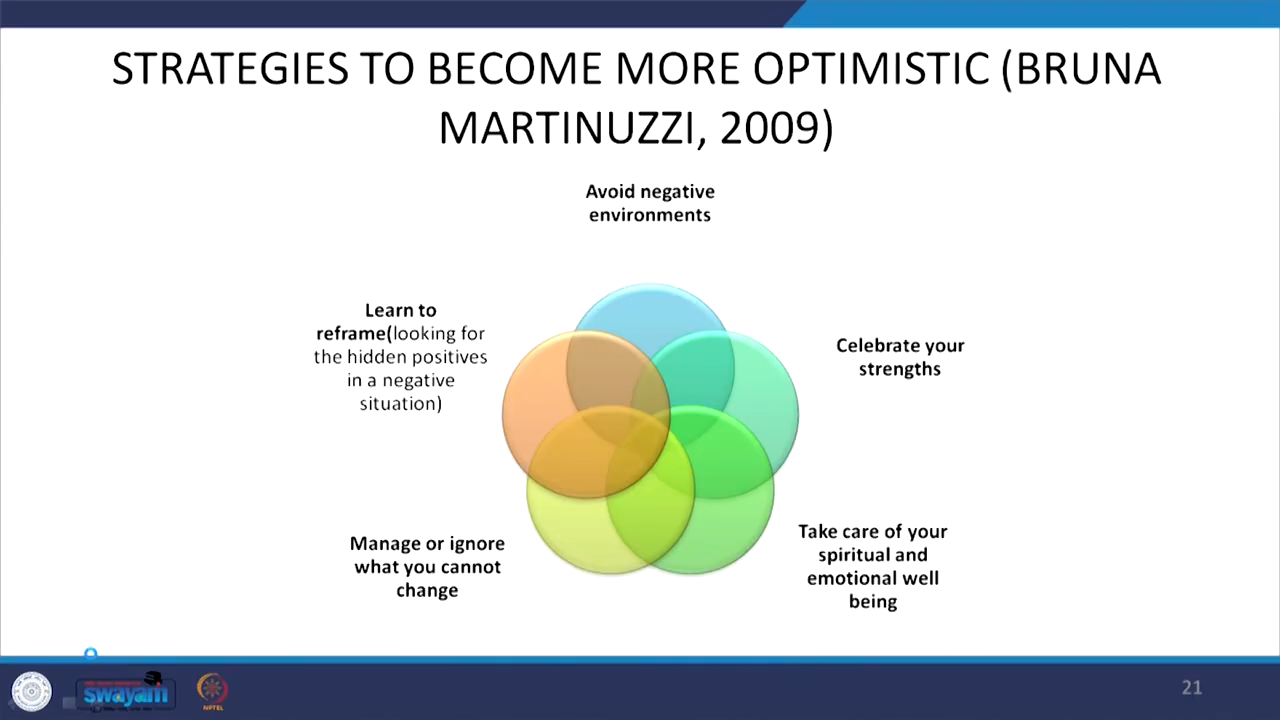 STRATEGIES TO BECOME MORE OPTIMISTIC (BRUNA
MARTINUZZI, 2009)
Avoid negative
environments
Learn to
reframe(looking for
the hidden positives
in a negative
situation)
Celebrate your
strengths
Manage or ignore
what you cannot
change
Take care of your
spiritual and
emotional well
being
swayam
NPTEL
21